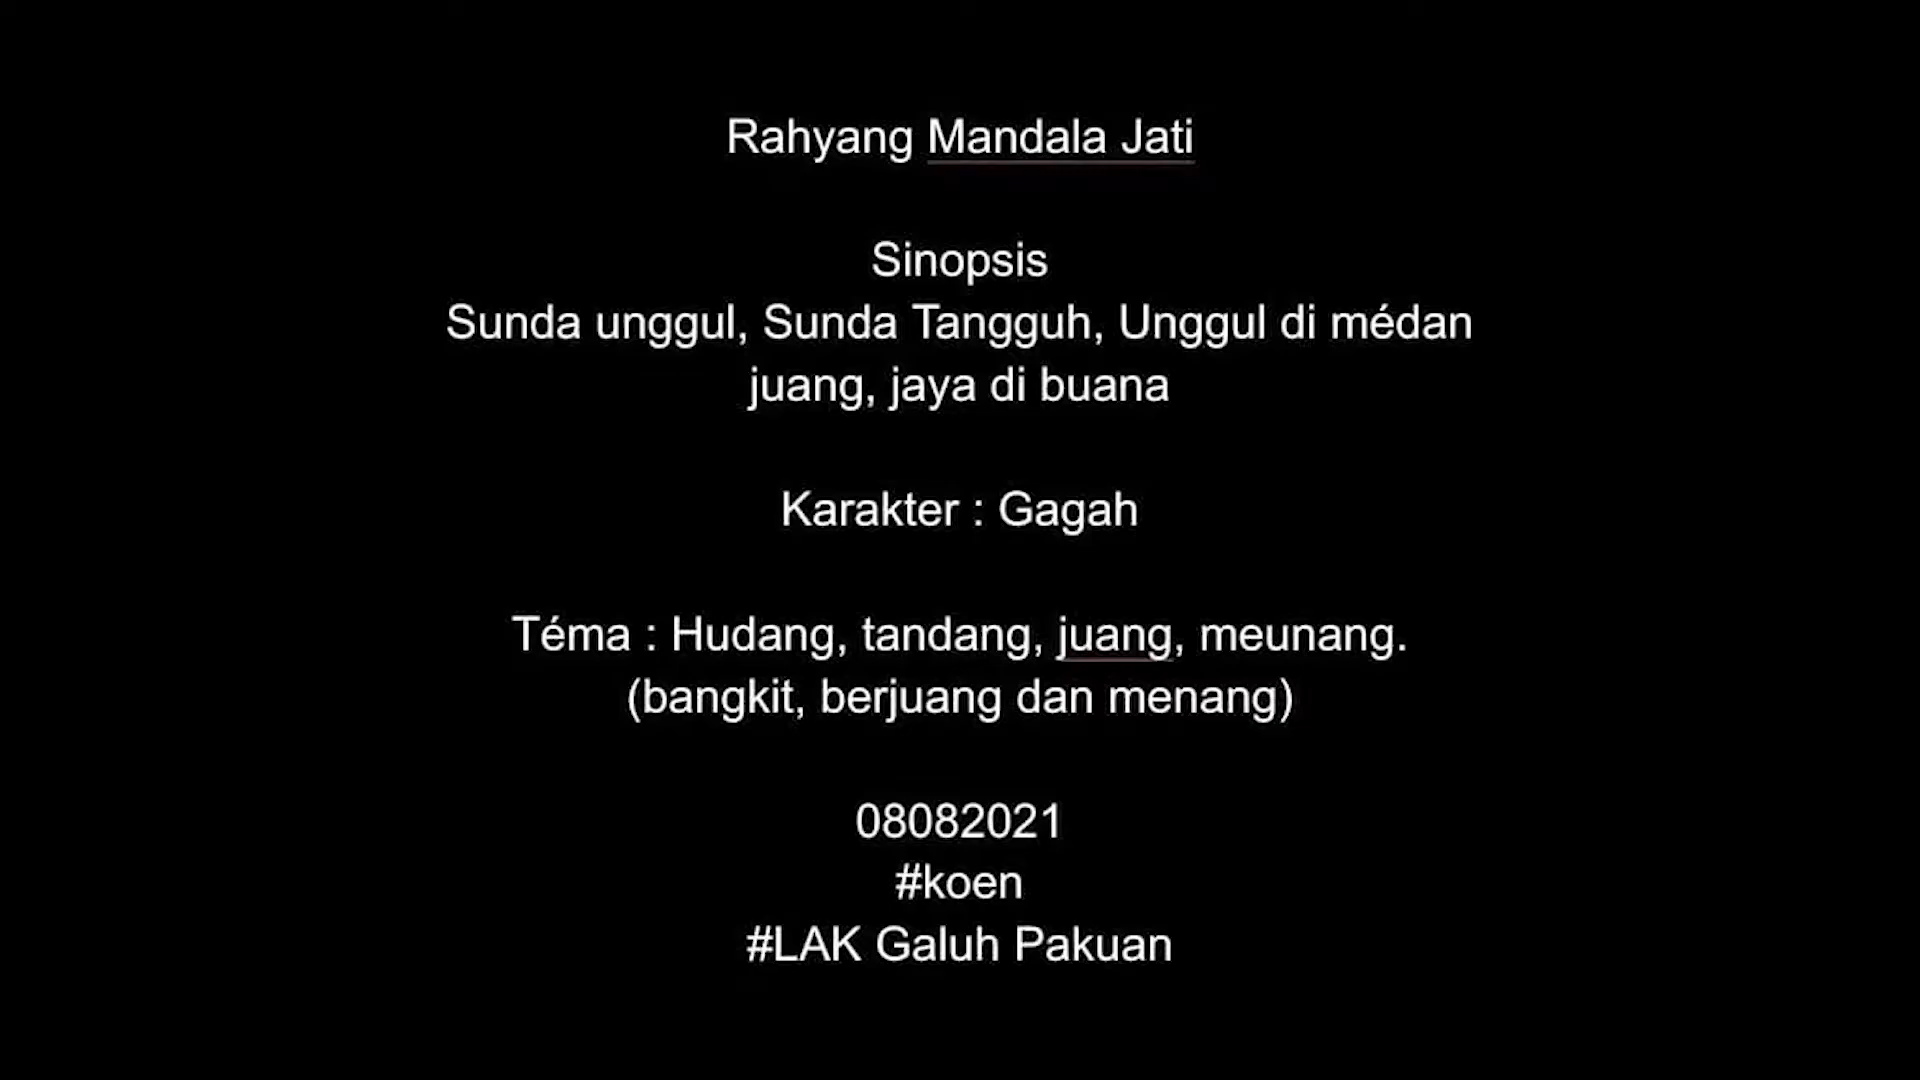 Rahyang Mandala Jati
Sinopsis
Sunda unggul, Sunda Tangguh, Unggul di médan
juang, jaya di buana
Karakter : Gagah
Téma : Hudang, tandang, juang, meunang.
(bangkit, berjuang dan menang)
08082021
#koen
#LAK Galuh Pakuan